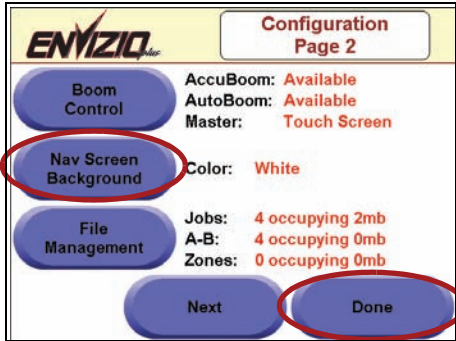 ENVIZIO plus
Configuration
Page 2
Boom
Control
AccuBoom: Available
AutoBoom: Available
Master: Touch Screen
Nav Screen
Background
Color: White
File
Management
Jobs: 4 occupying 2mb
A-B: 4 occupying 0mb
Zones: 0 occupying 0mb
Next
Done